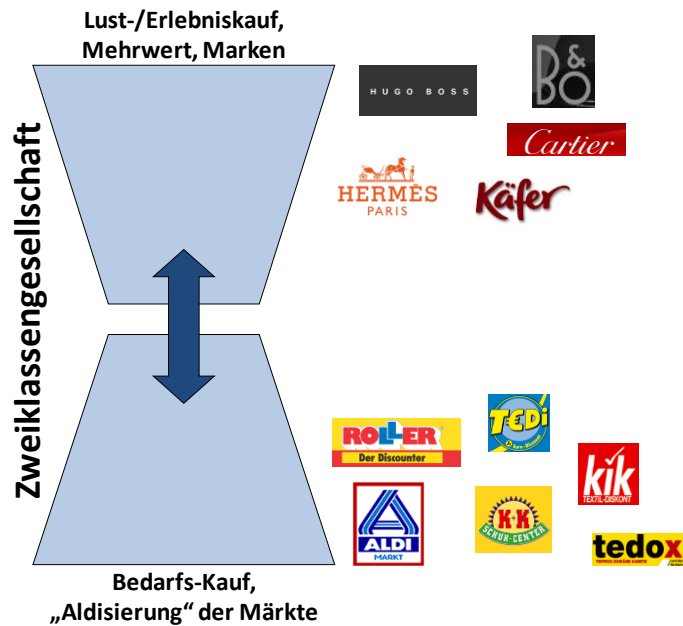 Lust-/Erlebniskauf,
Mehrwert, Marken
Zweiklassengesellschaft
HUGO BOSS
B&O
Cartier
HERMÈS
PARIS
Käfer
ROLLER
Der Discounter
TEDi
kik
TEXTIL-DISKONT
ALDI
MARKT
K+K
SCHUH-CENTER
tedox
Bedarfs-Kauf,
„Aldisierung“ der Märkte